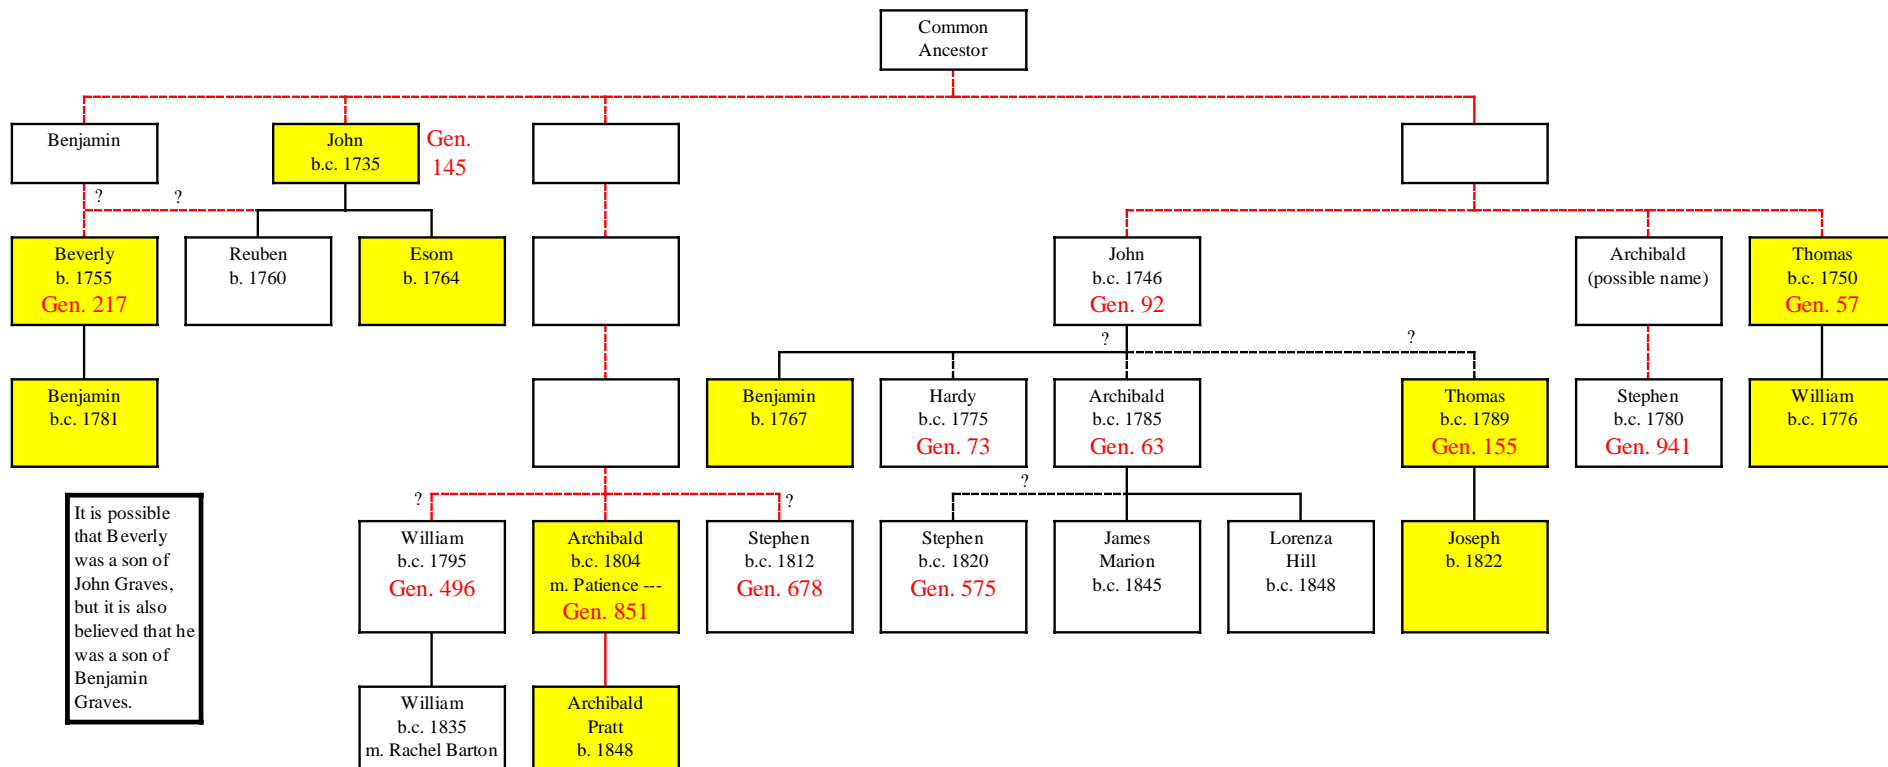 Common
Ancestor
Benjamin
John
b.c. 1735
Gen.
145
?
?
Beverly
b. 1755
Gen. 217
Reuben
b. 1760
Esom
b. 1764
John
b.c. 1746
Gen. 92
Archibald
(possible name)
Thomas
b.c. 1750
Gen. 57
?
?
Benjamin
b.c. 1781
Benjamin
b. 1767
Hardy
b.c. 1775
Gen. 73
Archibald
b.c. 1785
Gen. 63
Thomas
b.c. 1789
Gen. 155
Stephen
b.c. 1780
Gen. 941
William
b.c. 1776
?
?
?
It is possible
that Beverly
was a son of
John Graves,
but it is also
believed that he
was a son of
Benjamin
Graves.
William
b.c. 1795
Gen. 496
Archibald
b.c. 1804
m. Patience ---
Gen. 851
Stephen
b.c. 1812
Gen. 678
Stephen
b.c. 1820
Gen. 575
James
Marion
b.c. 1845
Lorenza
Hill
b.c. 1848
Joseph
b. 1822
William
b.c. 1835
m. Rachel Barton
Archibald
Pratt
b. 1848